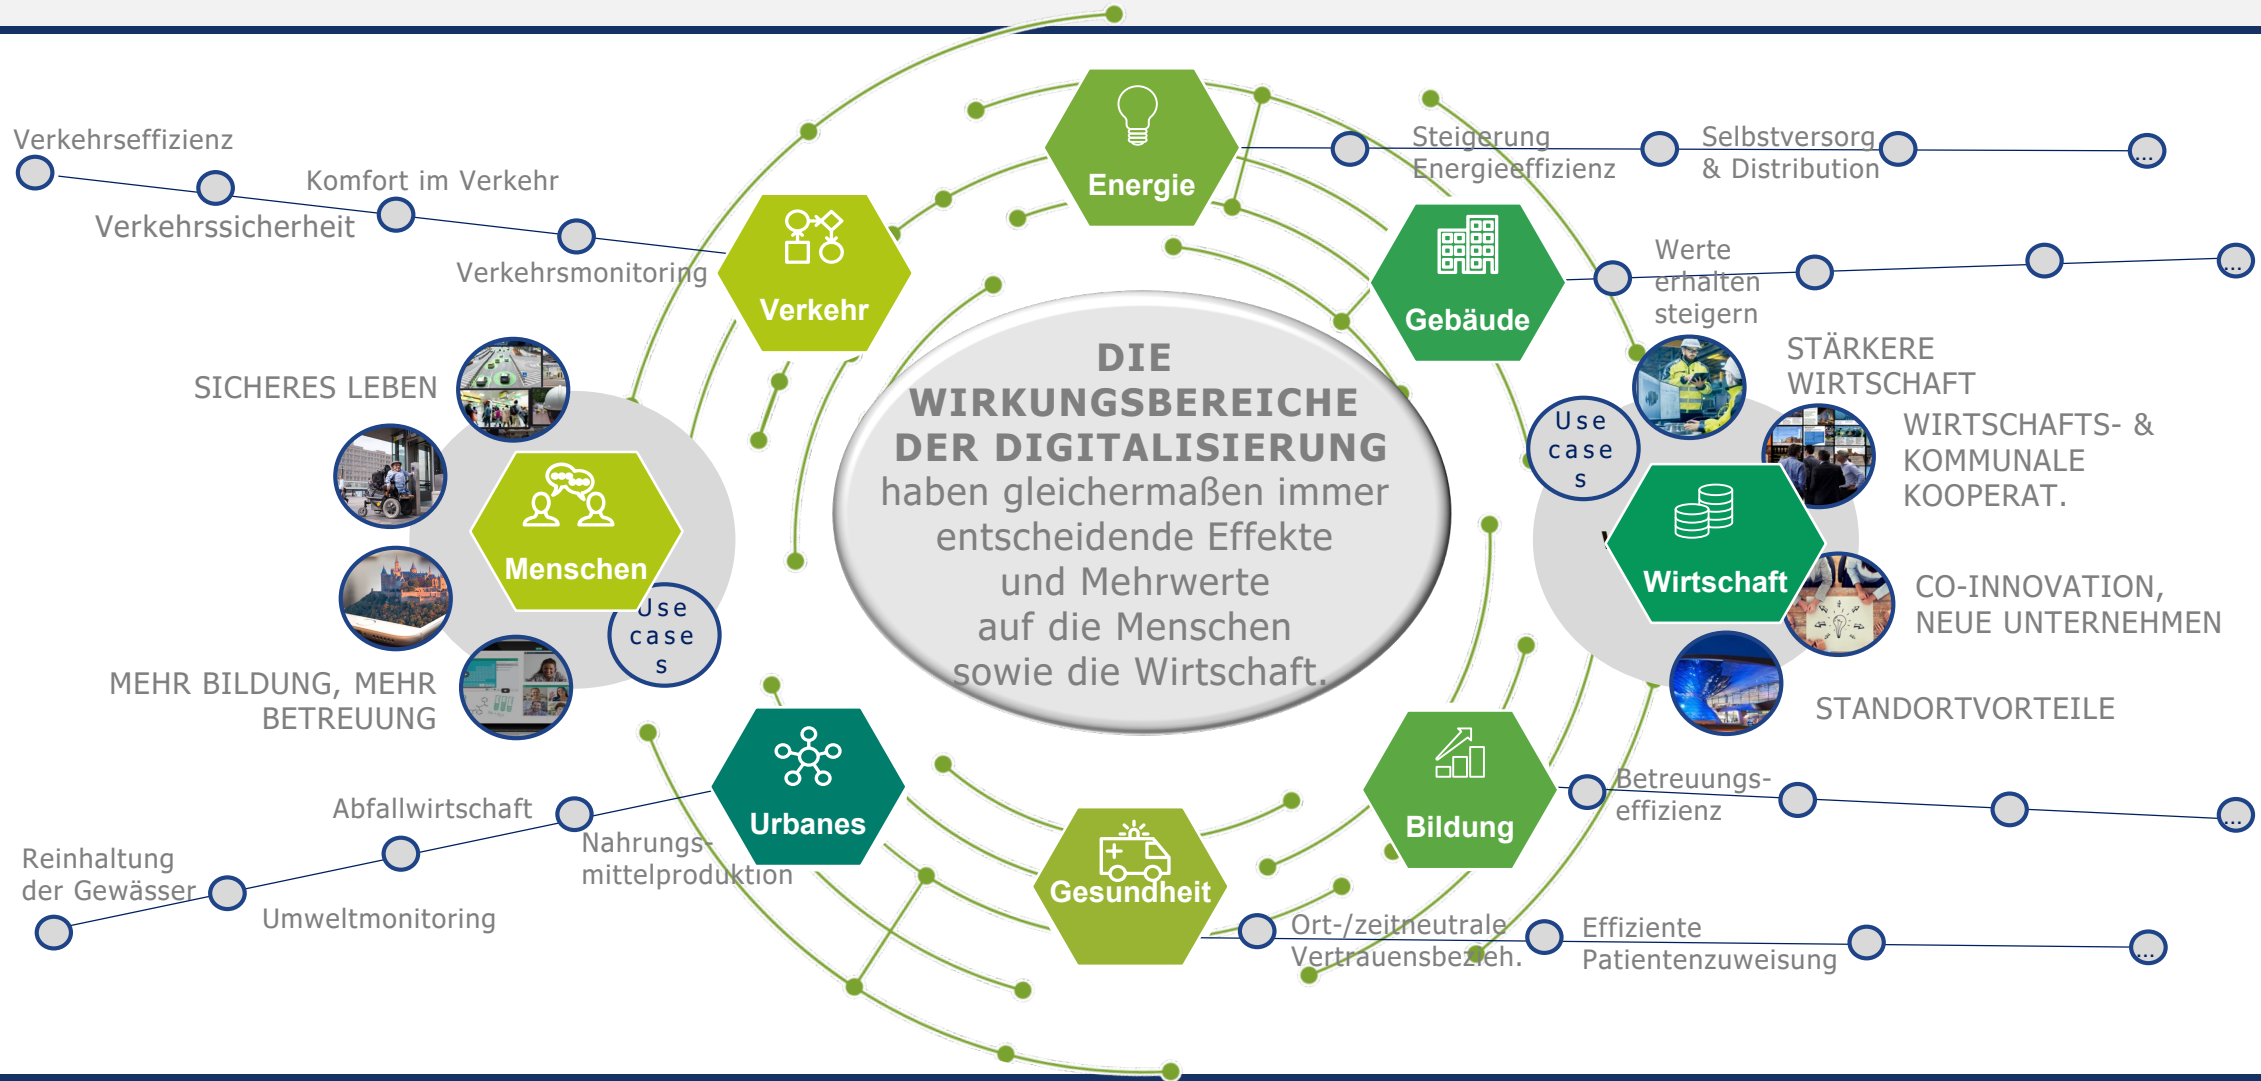 Verkehrseffizienz
Komfort im Verkehr
Verkehrssicherheit
Verkehrsmonitoring
Verkehr
Energie
Steigerung
Energieeffizienz
Selbstversorg
& Distribution
...
Gebäude
Werte
erhalten
steigern
...
SICHERES LEBEN
Menschen
Use
case
s
MEHR BILDUNG, MEHR
BETREUUNG
DIE
WIRKUNGSBEREICHE
DER DIGITALISIERUNG
haben gleichermaßen immer
entscheidende Effekte
und Mehrwerte
auf die Menschen
sowie die Wirtschaft.
Use
case
s
STÄRKERE
WIRTSCHAFT
WIRTSCHAFTS- &
KOMMUNALE
KOOPERAT.
Wirtschaft
CO-INNOVATION,
NEUE UNTERNEHMEN
STANDORTVORTEILE
Urbanes
Abfallwirtschaft
Nahrungs-
mittelproduktion
Reinhaltung
der Gewässer
Umweltmonitoring
Gesundheit
Ort-/zeitneutrale
Vertrauensbezieh.
Effiziente
Patientenzuweisung
...
Bildung
Betreuungs-
effizienz
...